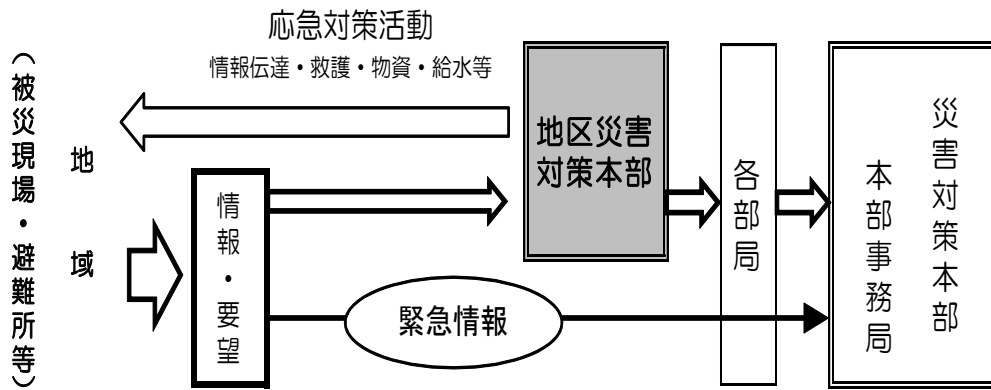 応急対策活動
情報伝達・救護・物資・給水等
（被災現場・避難所等）
地域
情報・要望
地区災害
対策本部
緊急情報
各部局
災害対策本部
本部事務局